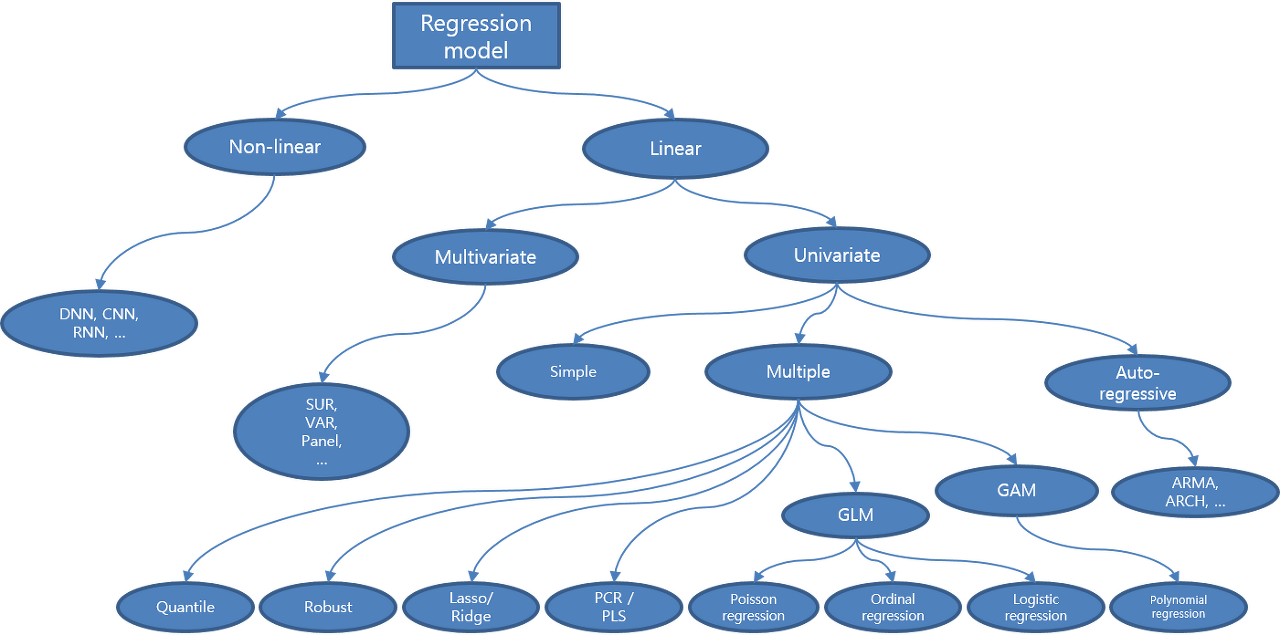 Regression
model
Non-linear
Linear
Multivariate
Univariate
DNN, CNN,
RNN, ...
Simple
Multiple
Auto-
regressive
SUR,
VAR,
Panel,
...
GLM
GAM
ARMA,
ARCH, ...
Quantile
Robust
Lasso/
Ridge
PCR /
PLS
Poisson
regression
Ordinal
regression
Logistic
regression
Polynomial
regression